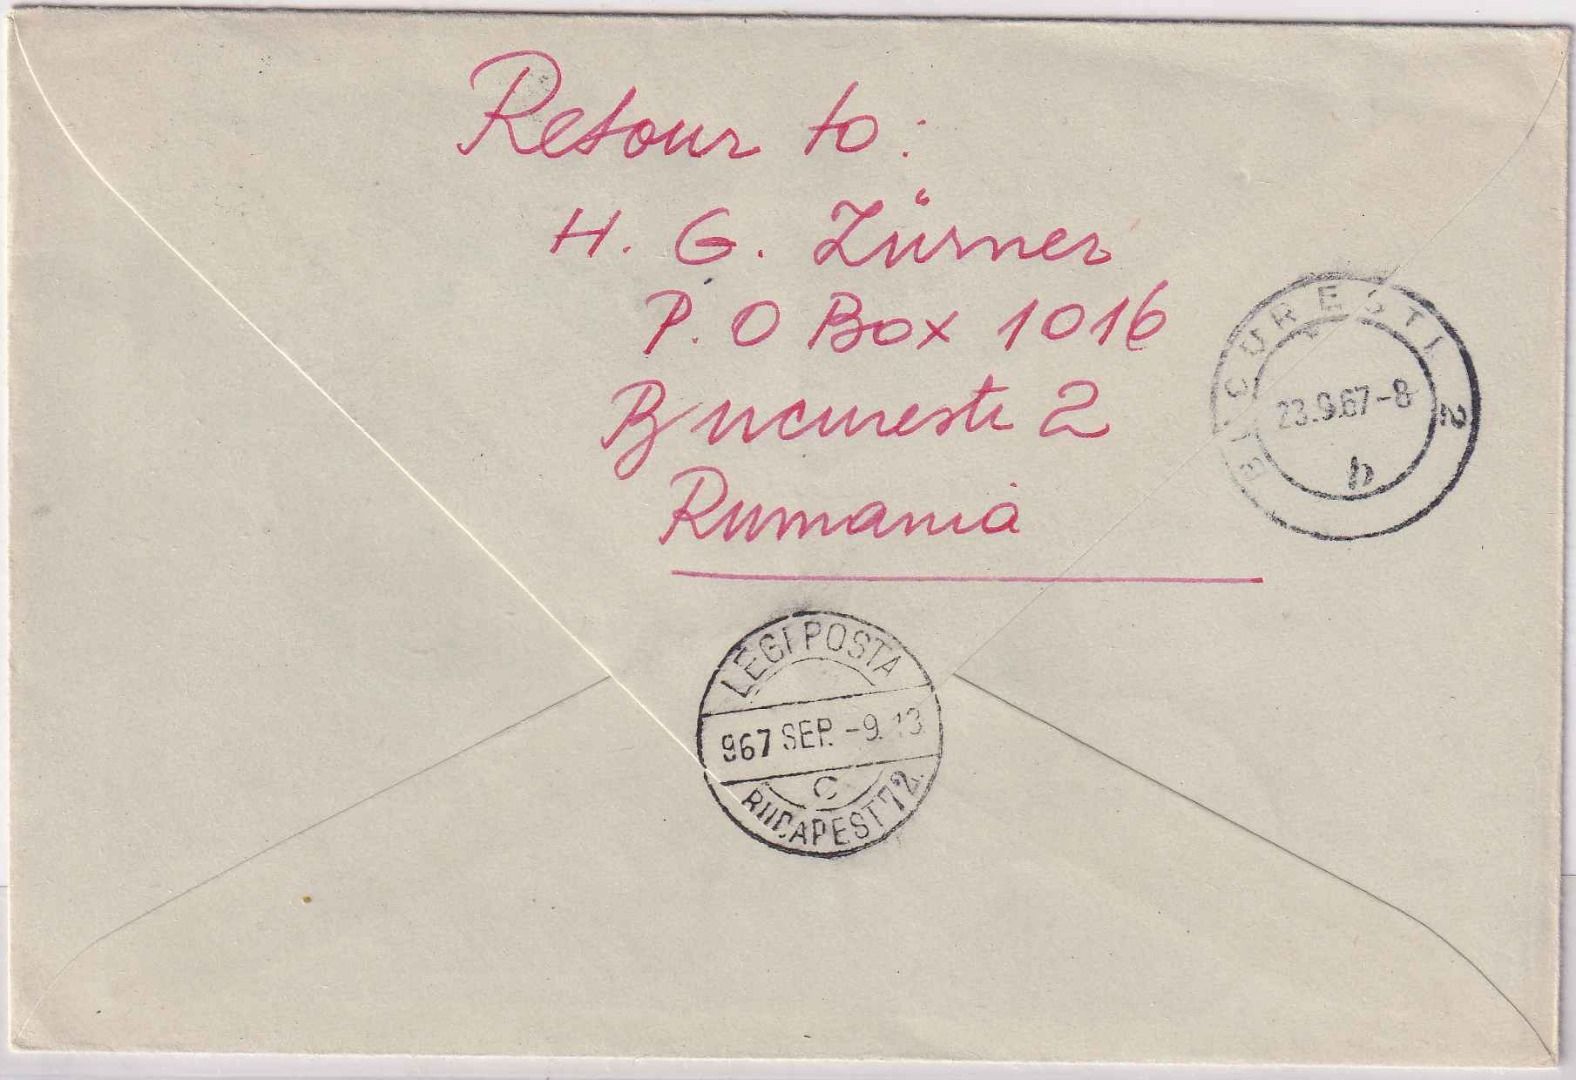 Retour to:
H. G. Zürner
P. O Box 1016
Bucuresti 2
Rumania
BUCURESTI 2
23.9.67-8
LEGIPOSTA
967 SEP. -9. 13
C
BUDAPEST 72